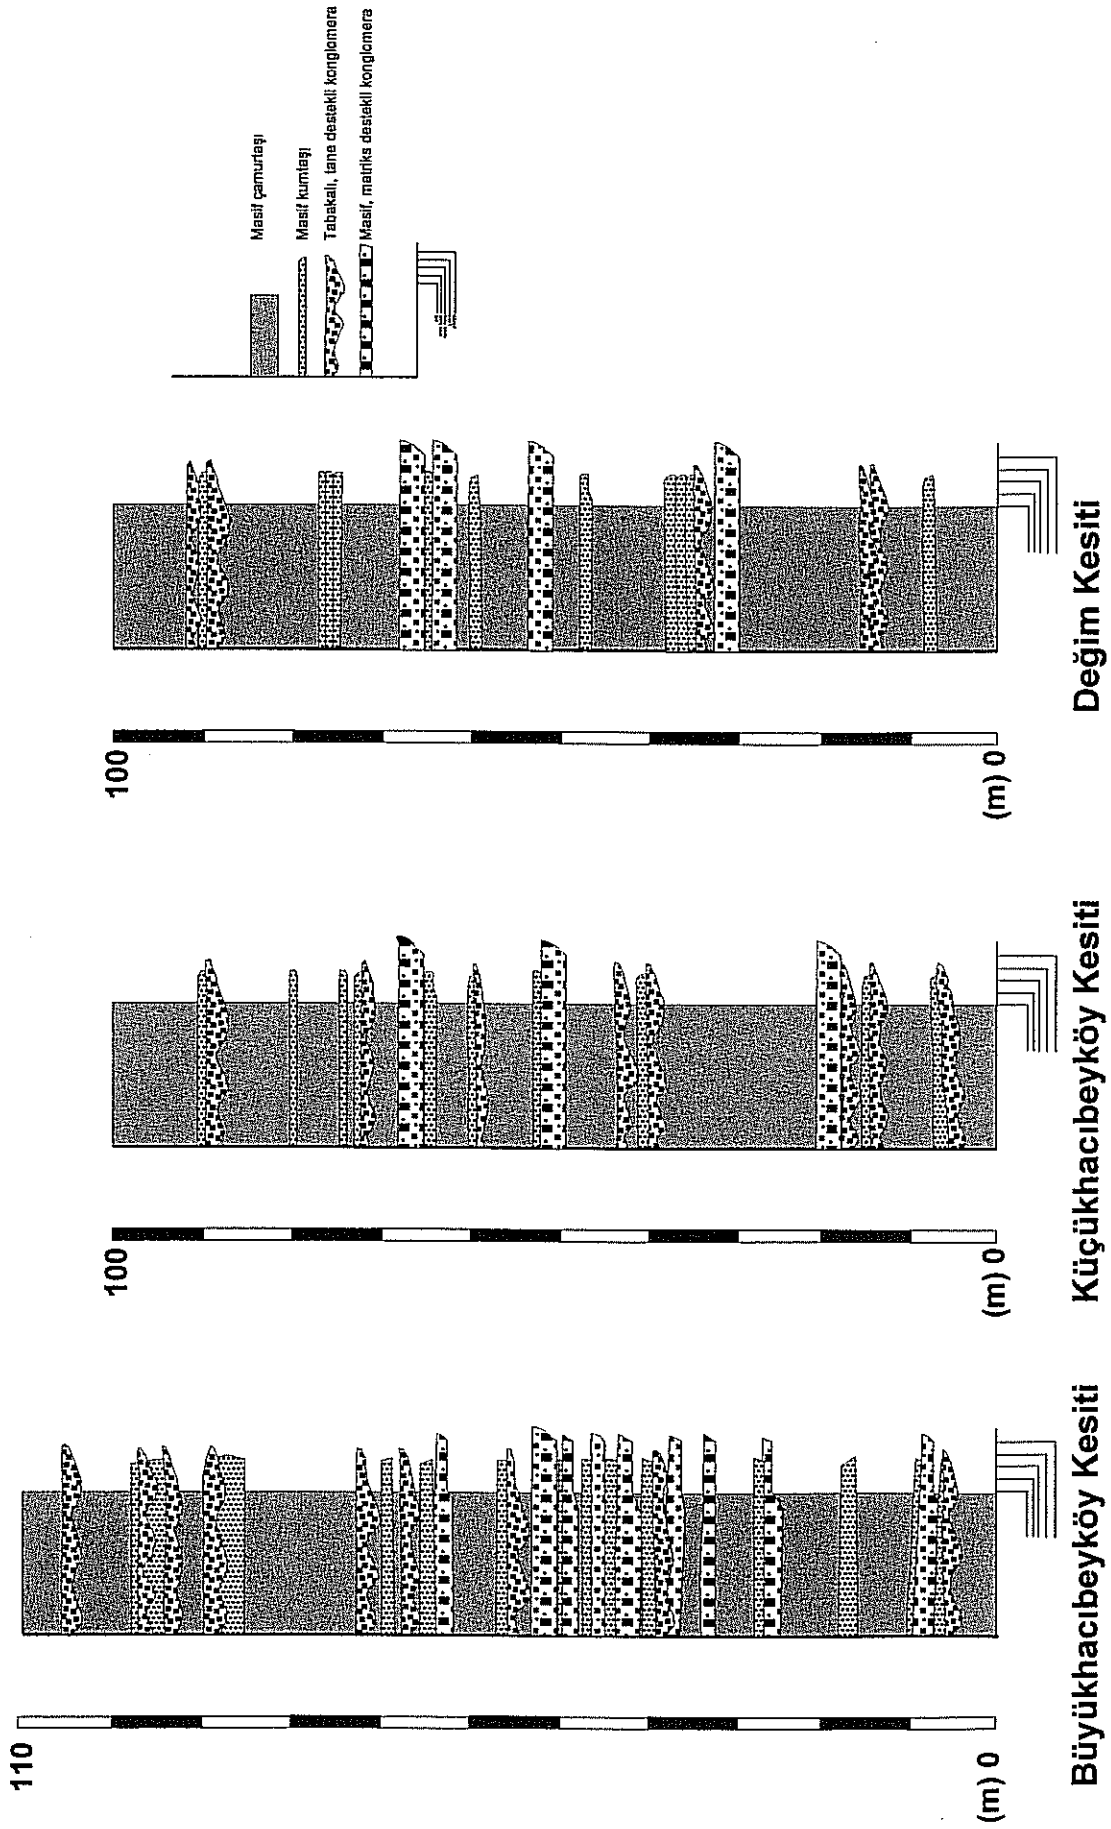 Masif çamurtaşı
Masif kumtaşı
Tabakalı, tane destekli konglomera
Masif, matriks destekli konglomera
110
(m) 0
Büyükhacıbeyköy Kesiti
100
(m) 0
Küçükhacıbeyköy Kesiti
100
(m) 0
Değim Kesiti